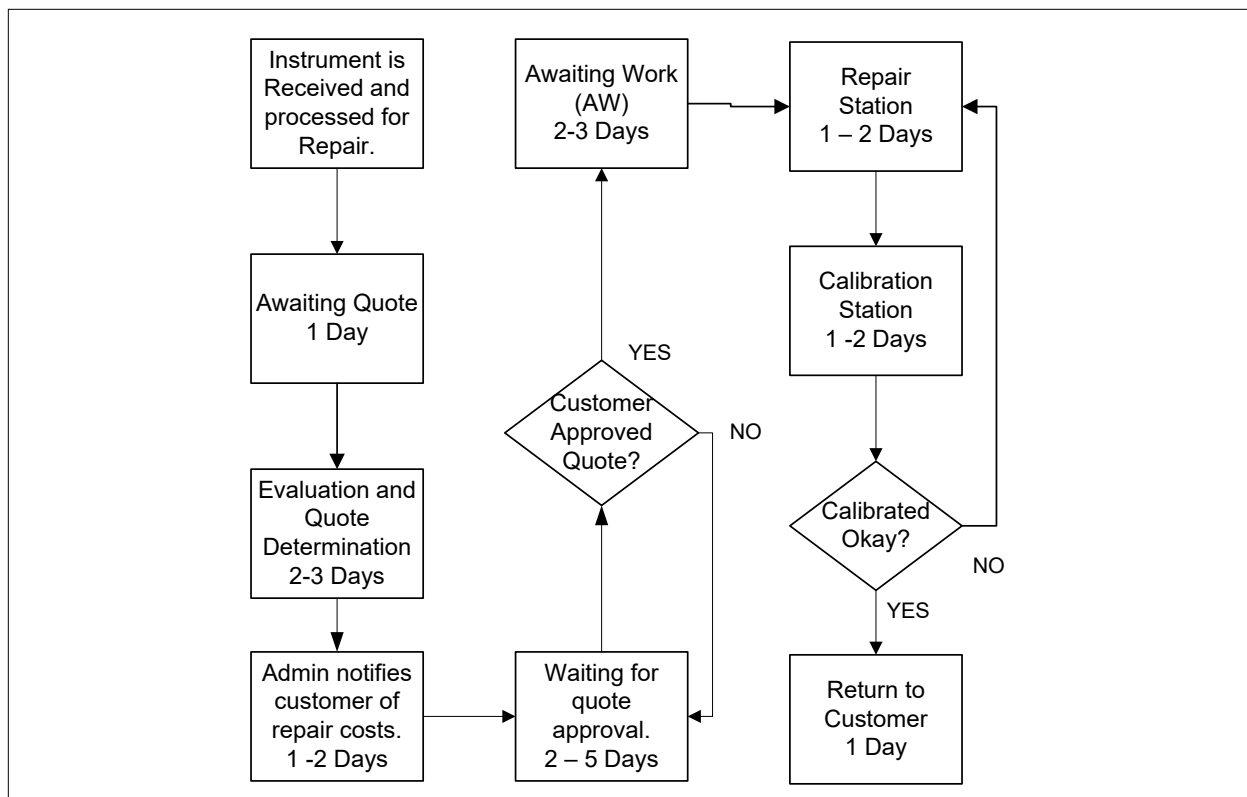 Instrument is
Received and
processed for
Repair.
Awaiting Quote
1 Day
Evaluation and
Quote
Determination
2-3 Days
Admin notifies
customer of
repair costs.
1 -2 Days
Waiting for
quote
approval.
2 – 5 Days
Customer
Approved
Quote?
YES
NO
Awaiting Work
(AW)
2-3 Days
Repair
Station
1 – 2 Days
Calibration
Station
1 -2 Days
Calibrated
Okay?
NO
YES
Return to
Customer
1 Day